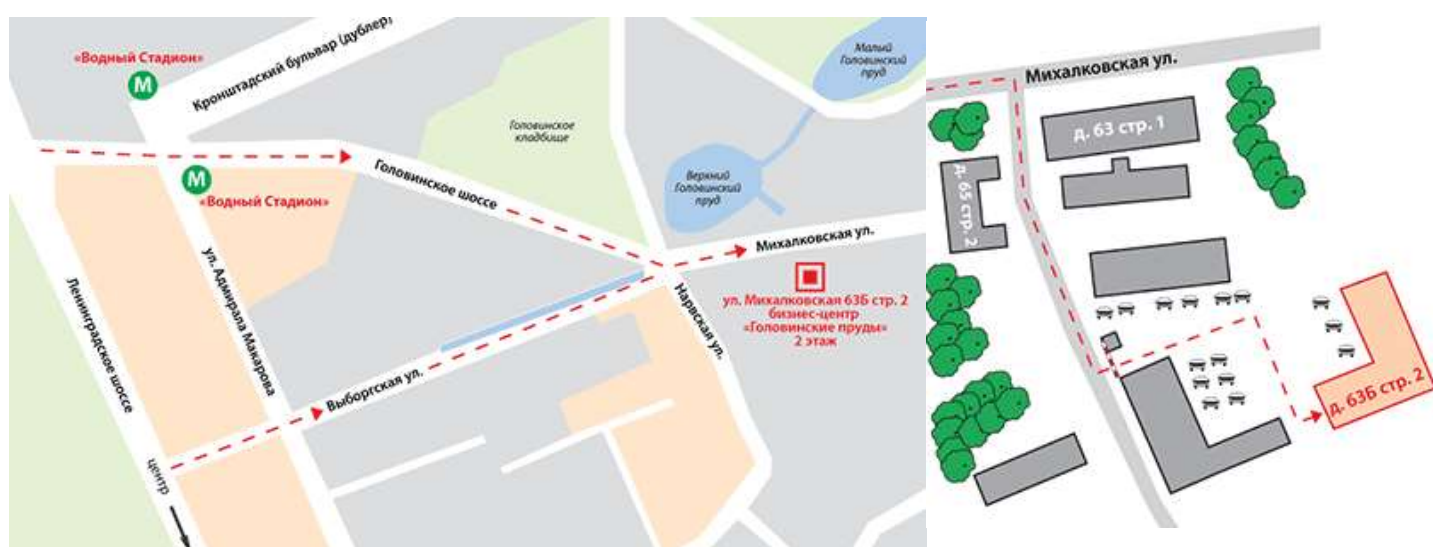 «Водный Стадион»
М
Кронштадский бульвар (дублер)
Малый
Головинский
пруд
Головинское
кладбище
М
«Водный Стадион»
Головинское шоссе
Верхний
Головинский
пруд
Михалковская ул.
ул. Михалковская 63Б стр. 2
бизнес-центр
«Головинские пруды»
2 этаж
Ленинградское шоссе
ул. Адмирала Макарова
Нарвская ул.
Выборгская ул.
центр
Михалковская ул.
д. 63 стр. 1
д. 65 стр. 2
д. 63Б стр. 2